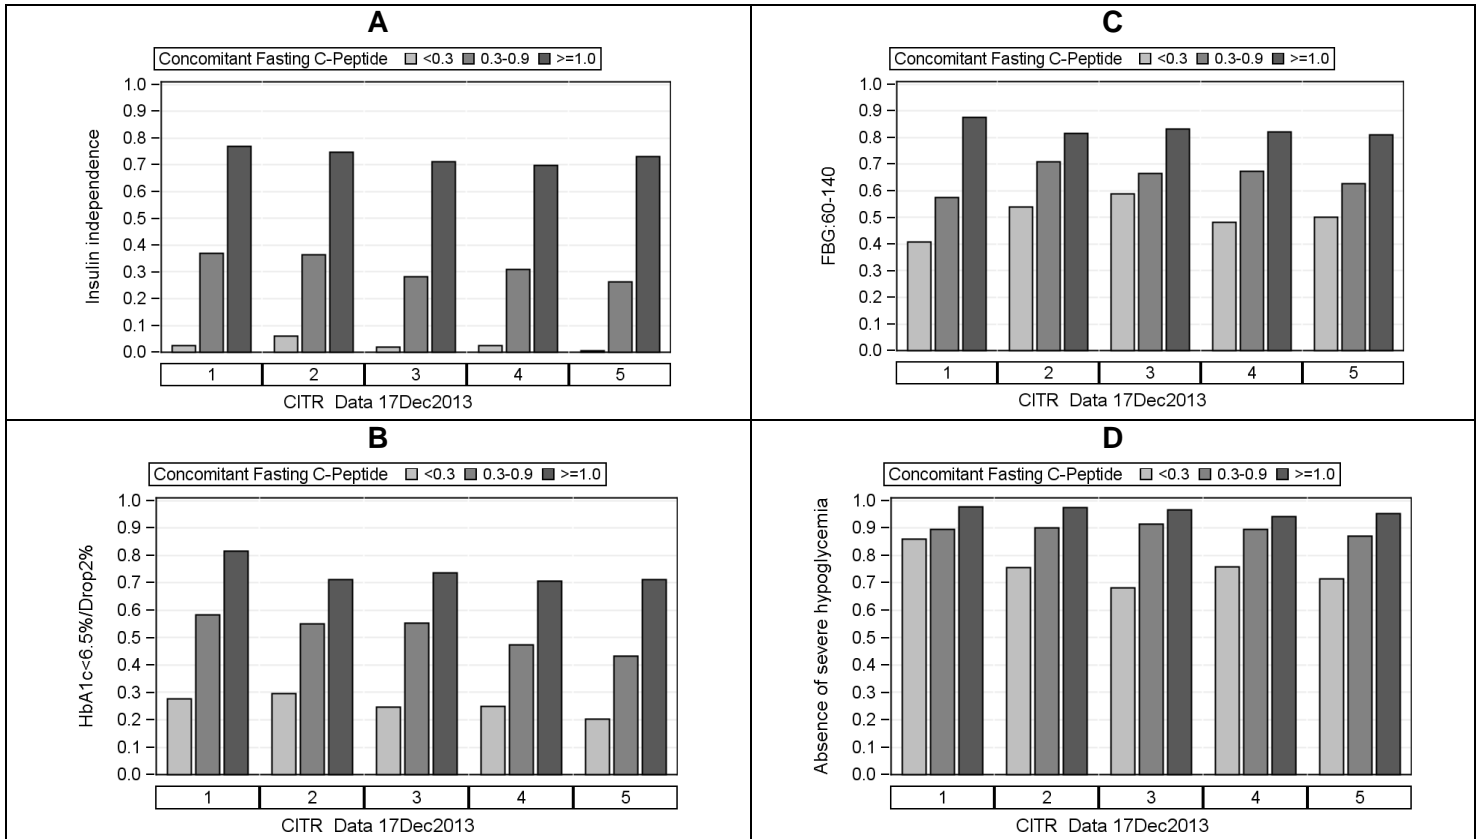 A
Concomitant Fasting C-Peptide <0.3 0.3-0.9 >=1.0
Insulin independence
1.0
0.9
0.8
0.7
0.6
0.5
0.4
0.3
0.2
0.1
0.0
1 2 3 4 5
CITR Data 17Dec2013
C
Concomitant Fasting C-Peptide <0.3 0.3-0.9 >=1.0
FBG:60-140
1.0
0.9
0.8
0.7
0.6
0.5
0.4
0.3
0.2
0.1
0.0
1 2 3 4 5
CITR Data 17Dec2013
B
Concomitant Fasting C-Peptide <0.3 0.3-0.9 >=1.0
HbA1c<6.5%/Drop2%
1.0
0.9
0.8
0.7
0.6
0.5
0.4
0.3
0.2
0.1
0.0
1 2 3 4 5
CITR Data 17Dec2013
D
Concomitant Fasting C-Peptide <0.3 0.3-0.9 >=1.0
Absence of severe hypoglycemia
1.0
0.9
0.8
0.7
0.6
0.5
0.4
0.3
0.2
0.1
0.0
1 2 3 4 5
CITR Data 17Dec2013